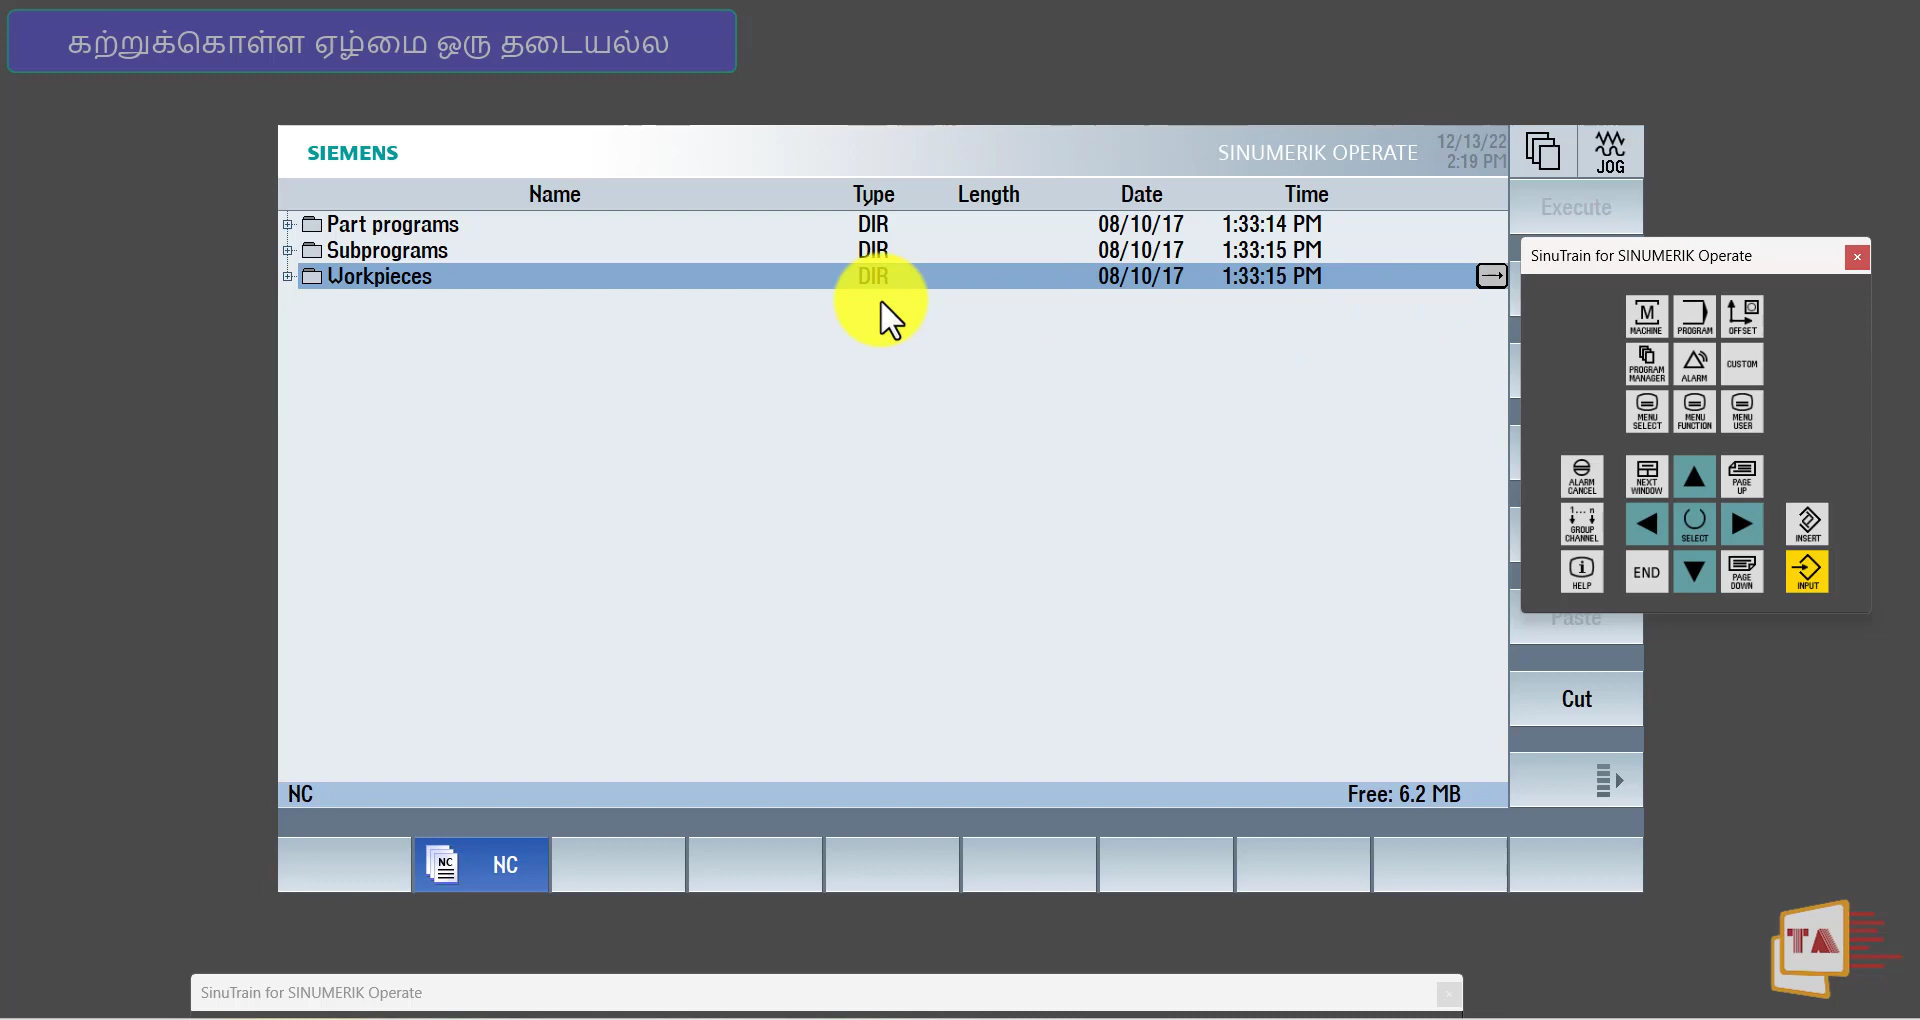 கற்றுக்கொள்ள ஏழ்மை ஒரு தடையல்ல
SIEMENS
SINUMERIK OPERATE
12/13/22
2:19 PM
JOG
Name Type Length Date Time
Part programs DIR 08/10/17 1:33:14 PM
Subprograms DIR 08/10/17 1:33:15 PM
Workpieces DIR 08/10/17 1:33:15 PM
Execute
SinuTrain for SINUMERIK Operate
M
MACHINE
PROGRAM
OFFSET
PROGRAM MANAGER
ALARM
CUSTOM
MENU SELECT
MENU FUNCTION
MENU USER
ALARM CANCEL
NEXT WINDOW
PAGE UP
1... n
GROUP CHANNEL
SELECT
INSERT
HELP
END
PAGE DOWN
INPUT
Paste
Cut
NC
Free: 6.2 MB
NC
NC
SinuTrain for SINUMERIK Operate
TA